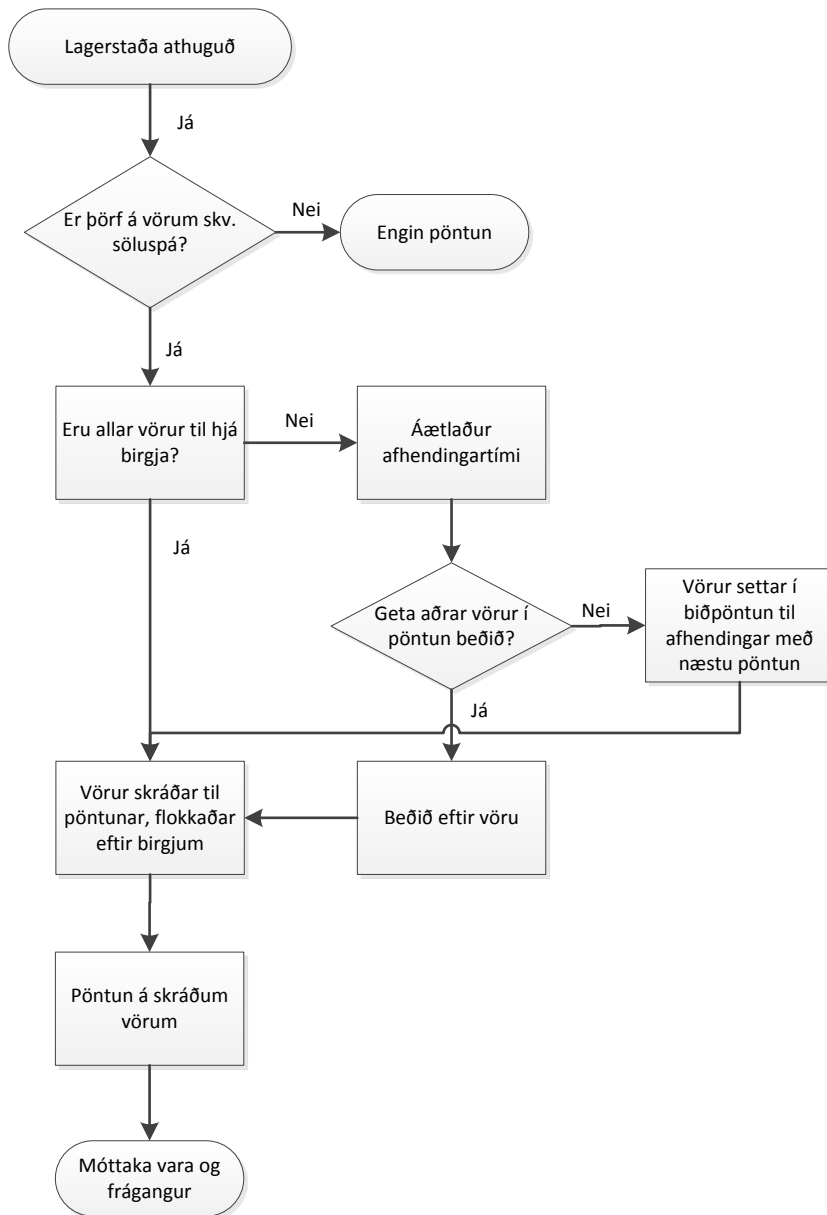 Lagerstaða athuguð
Já
Er þörf á vörum skv.
söluspá?
Nei
Engin pöntun
Já
Eru allar vörur til hjá
birgja?
Nei
Áætlaður
afhendingartími
Já
Geta aðrar vörur í
pöntun beðið?
Nei
Vörur settar í
biðpöntun til
afhendingar með
næstu pöntun
Já
Vörur skráðar til
pöntunar, flokkaðar
eftir birgjum
Beðið eftir vöru
Pöntun á skráðum
vörum
Móttaka vara og
frágangur